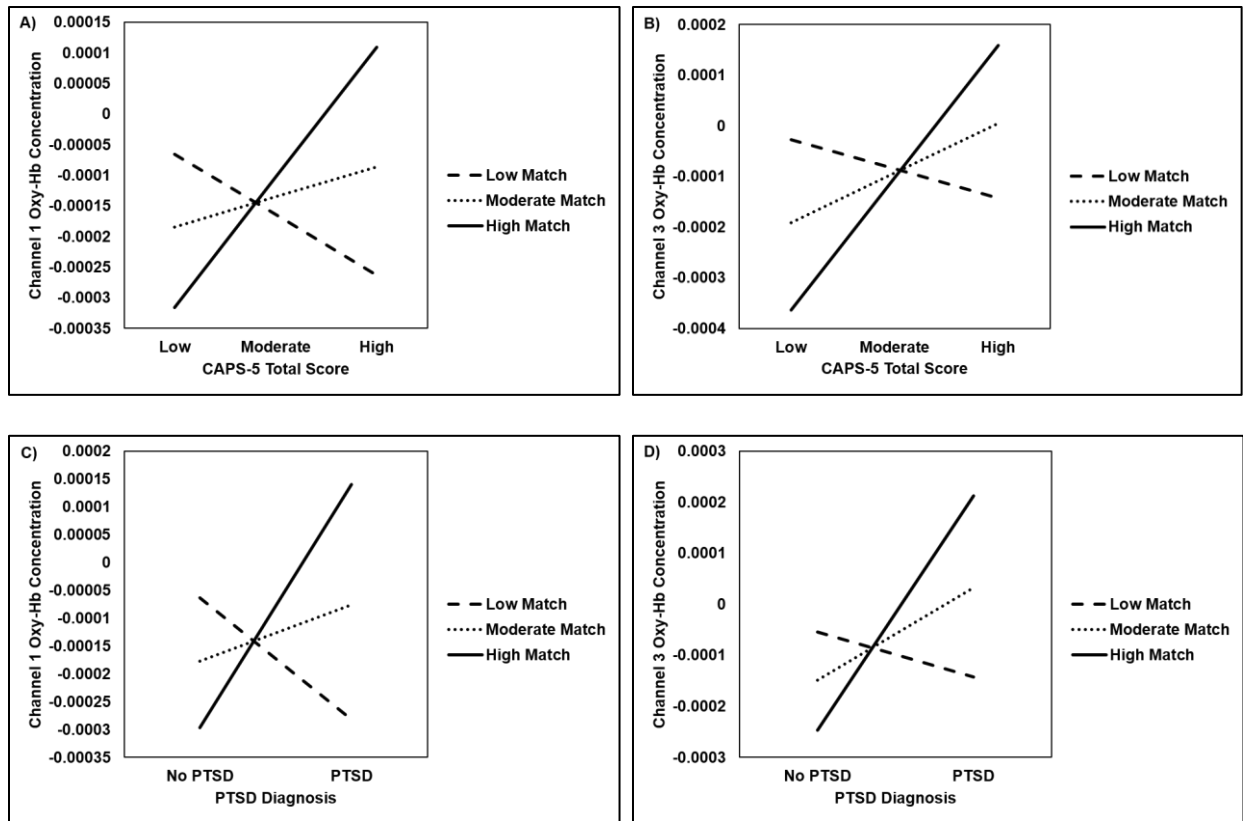 A)
Channel 1 Oxy-Hb Concentration
0.00015
0.0001
0.00005
0
-0.00005
-0.0001
-0.00015
-0.0002
-0.00025
-0.0003
-0.00035
Low Moderate High
CAPS-5 Total Score
Low Match
Moderate Match
High Match
B)
Channel 3 Oxy-Hb Concentration
0.0002
0.0001
0
-0.0001
-0.0002
-0.0003
-0.0004
Low Moderate High
CAPS-5 Total Score
Low Match
Moderate Match
High Match
C)
Channel 1 Oxy-Hb Concentration
0.0002
0.00015
0.0001
0.00005
0
-0.00005
-0.0001
-0.00015
-0.0002
-0.00025
-0.0003
-0.00035
No PTSD PTSD
PTSD Diagnosis
Low Match
Moderate Match
High Match
D)
Channel 3 Oxy-Hb Concentration
0.0003
0.0002
0.0001
0
-0.0001
-0.0002
-0.0003
No PTSD PTSD
PTSD Diagnosis
Low Match
Moderate Match
High Match